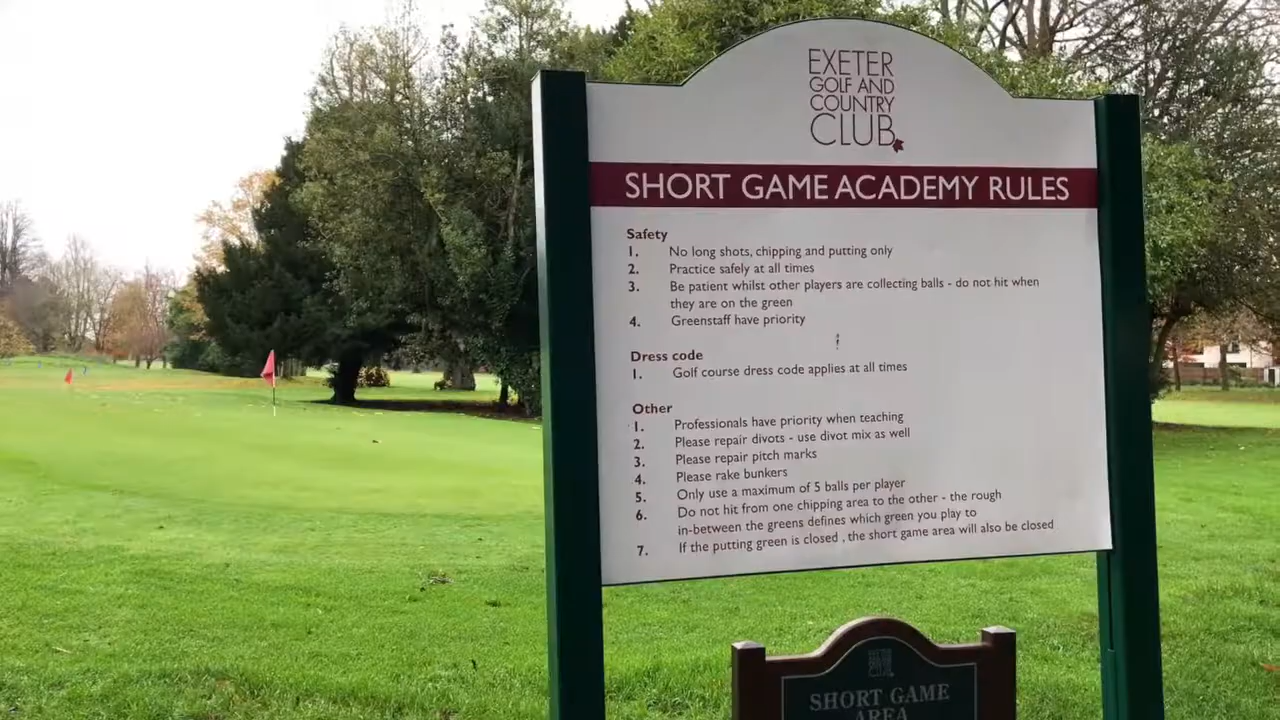 EXETER
GOLF AND
COUNTRY
CLUB
SHORT GAME ACADEMY RULES
Safety
1. No long shots, chipping and putting only
2. Practice safely at all times
3. Be patient whilst other players are collecting balls - do not hit when
they are on the green
4. Greenstaff have priority
Dress code
1. Golf course dress code applies at all times
Other
1. Professionals have priority when teaching
2. Please repair divots - use divot mix as well
3. Please repair pitch marks
4. Please rake bunkers
5. Only use a maximum of 5 balls per player
6. Do not hit from one chipping area to the other - the rough
in-between the greens defines which green you play to
7. If the putting green is closed , the short game area will also be closed
EXETER
GOLF AND
COUNTRY
CLUB
SHORT GAME
AREA